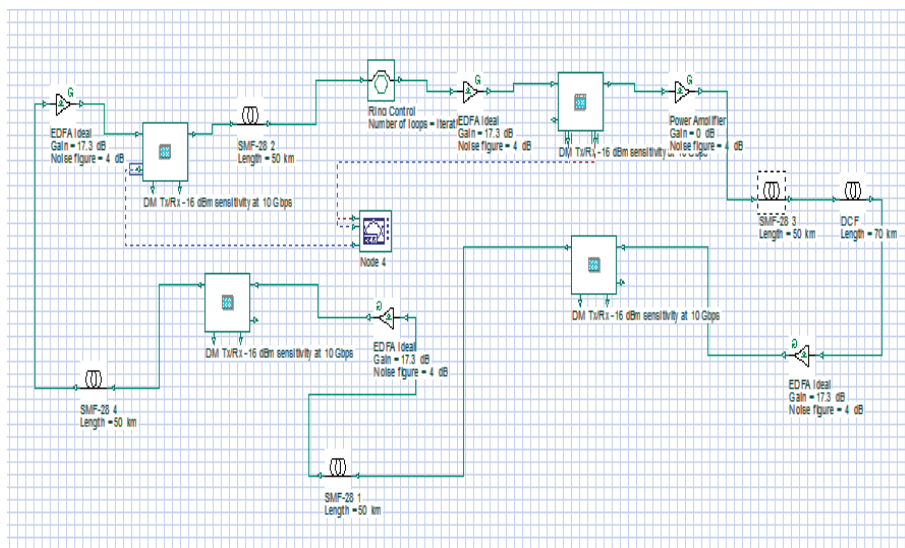 G
EDFA Ideal
Gain = 17.3 dB
Noise figure = 4 dB
DM Tx/Rx -16 dBm sensitivity at 10 Gbps
SMF-28 2
Length = 50 km
Ring Control
Number of loops = Iterati
G
EDFA Ideal
Gain = 17.3 dB
Noise figure = 4 dB
DM Tx/Rx -16 dBm sensitivity at 10 Gbps
G
Power Amplifier
Gain = 0 dB
Noise figure = 4 dB
SMF-28 3
Length = 50 km
DCF
Length = 70 km
Node 4
DM Tx/Rx -16 dBm sensitivity at 10 Gbps
G
EDFA Ideal
Gain = 17.3 dB
Noise figure = 4 dB
DM Tx/Rx -16 dBm sensitivity at 10 Gbps
G
EDFA Ideal
Gain = 17.3 dB
Noise figure = 4 dB
SMF-28 4
Length = 50 km
SMF-28 1
Length = 50 km